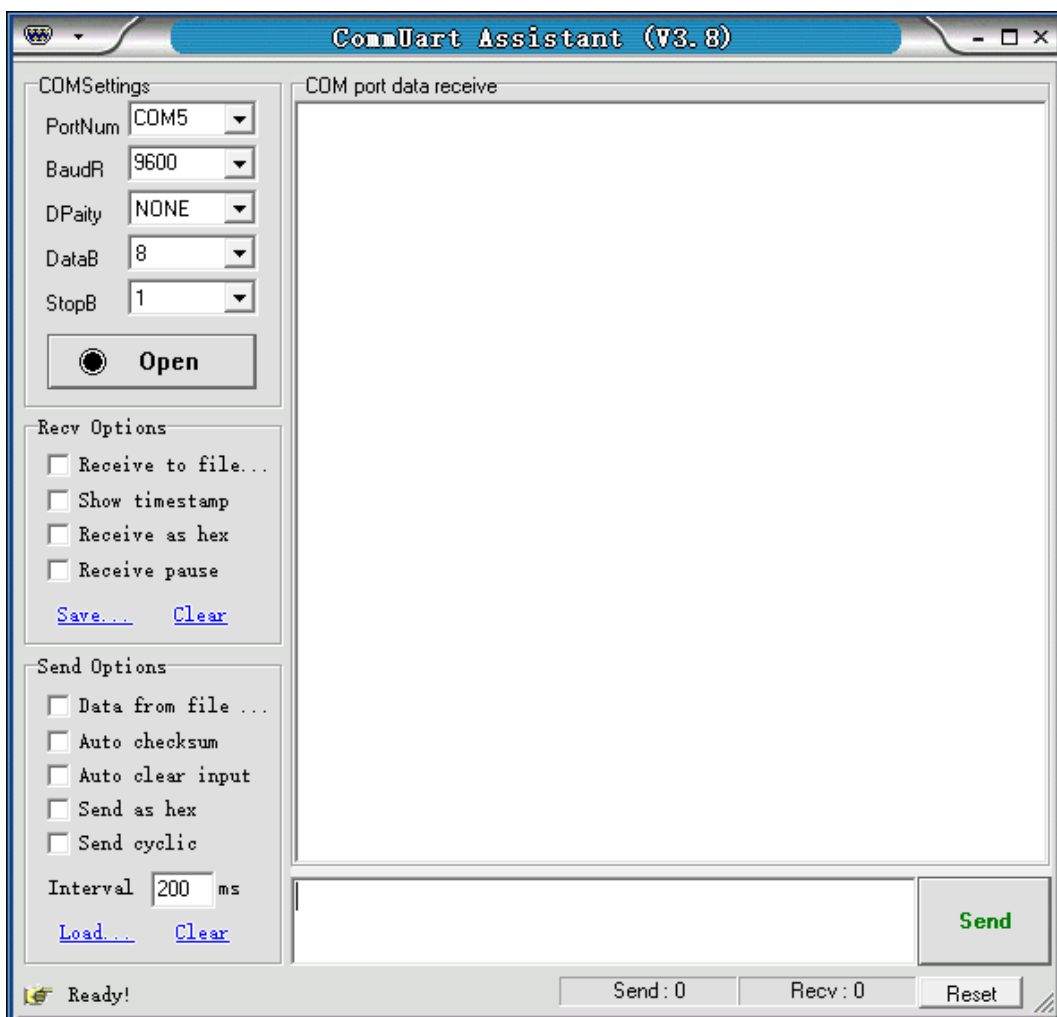 CommUart Assistant (V3.8)
COMSettings
PortNum COM5
BaudR 9600
DPaity NONE
DataB 8
StopB 1
Open
Recv Options
Receive to file...
Show timestamp
Receive as hex
Receive pause
Save... Clear
Send Options
Data from file ...
Auto checksum
Auto clear input
Send as hex
Send cyclic
Interval 200 ms
Load... Clear
COM port data receive
Send
Ready!
Send : 0
Recv : 0
Reset